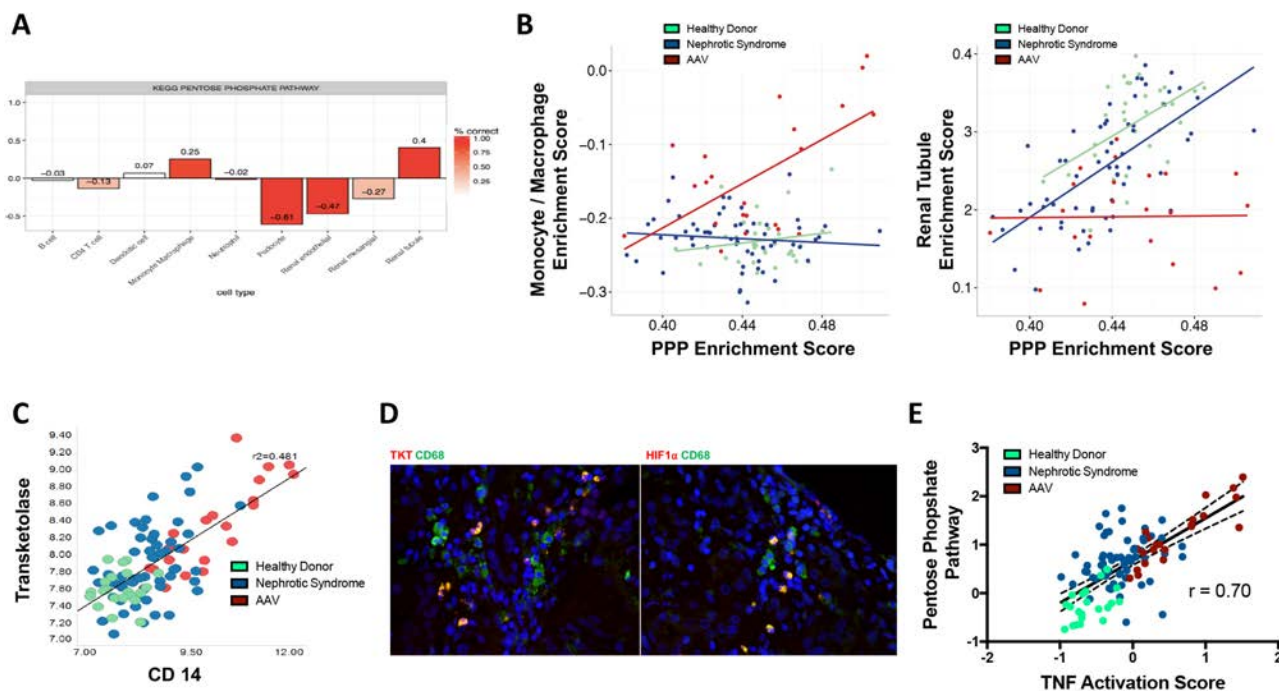 A
KEGG PENTOSE PHOSPHATE PATHWAY
1.0
0.5
0.0
-0.5
-0.03
-0.13
0.07
0.25
-0.02
-0.61
-0.47
-0.27
0.4
% correct
1.00
0.75
0.50
0.25
B cell
CD4 T cell
Dendritic cell
Monocyte Macrophage
Neutrophil
Podocyte
Renal endothelial
Renal mesangial
Renal tubule
cell type
B
Healthy Donor
Nephrotic Syndrome
AAV
Monocyte / Macrophage
Enrichment Score
0.0
−0.1
−0.2
−0.3
0.40
0.44
0.48
PPP Enrichment Score
Healthy Donor
Nephrotic Syndrome
AAV
Renal Tubule
Enrichment Score
0.4
3
2
0.1
0.40
0.44
0.48
PPP Enrichment Score
C
Transketolase
9.40
9.20
9.00
8.80
8.60
8.40
8.20
8.00
7.80
7.60
7.40
7.20
7.00
r2=0.481
Healthy Donor
Nephrotic Syndrome
AAV
7.00
9.50
12.00
CD 14
D
TKT CD68
HIF1α CD68
E
Healthy Donor
Nephrotic Syndrome
AAV
Pentose Phopshate
Pathway
3
2
1
0
-1
r = 0.70
-2
-1
0
1
2
TNF Activation Score